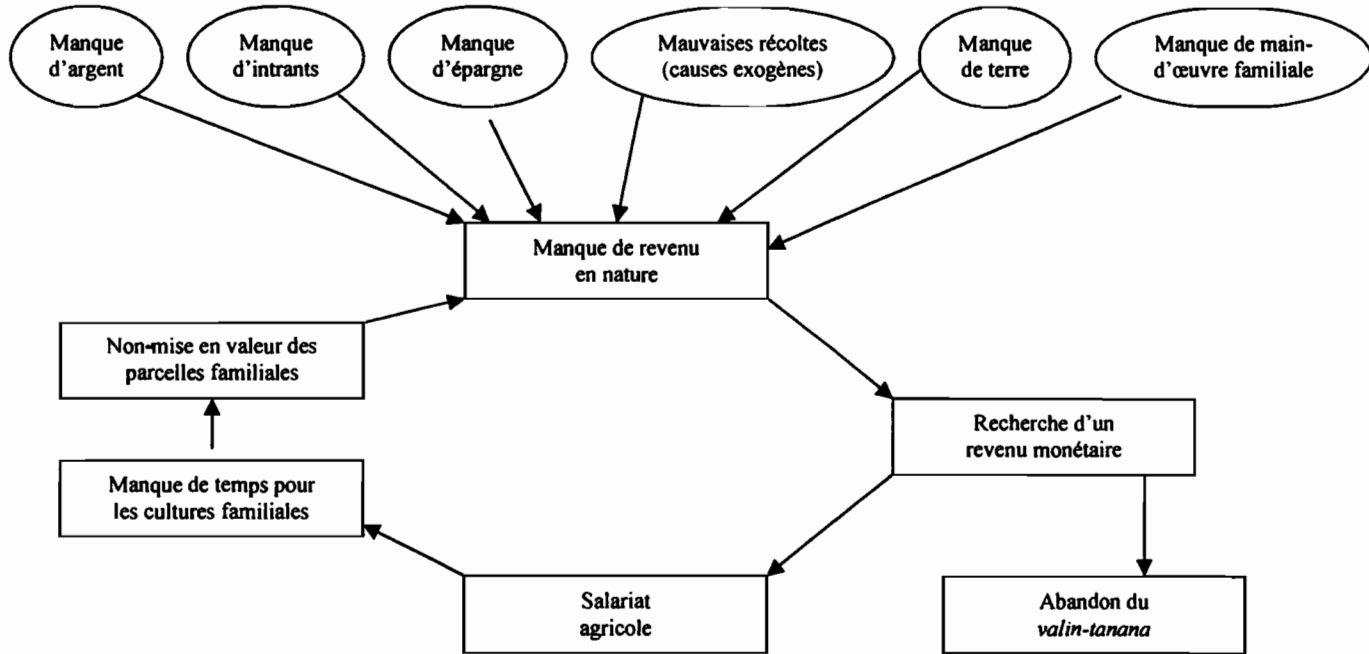 Manque
d'argent
Manque
d'intrants
Manque
d'épargne
Mauvaises récoltes
(causes exogènes)
Manque
de terre
Manque de main-
d'œuvre familiale
Manque de revenu
en nature
Non-mise en valeur des
parcelles familiales
Recherche d'un
revenu monétaire
Manque de temps pour
les cultures familiales
Salariat
agricole
Abandon du
valin-tanana